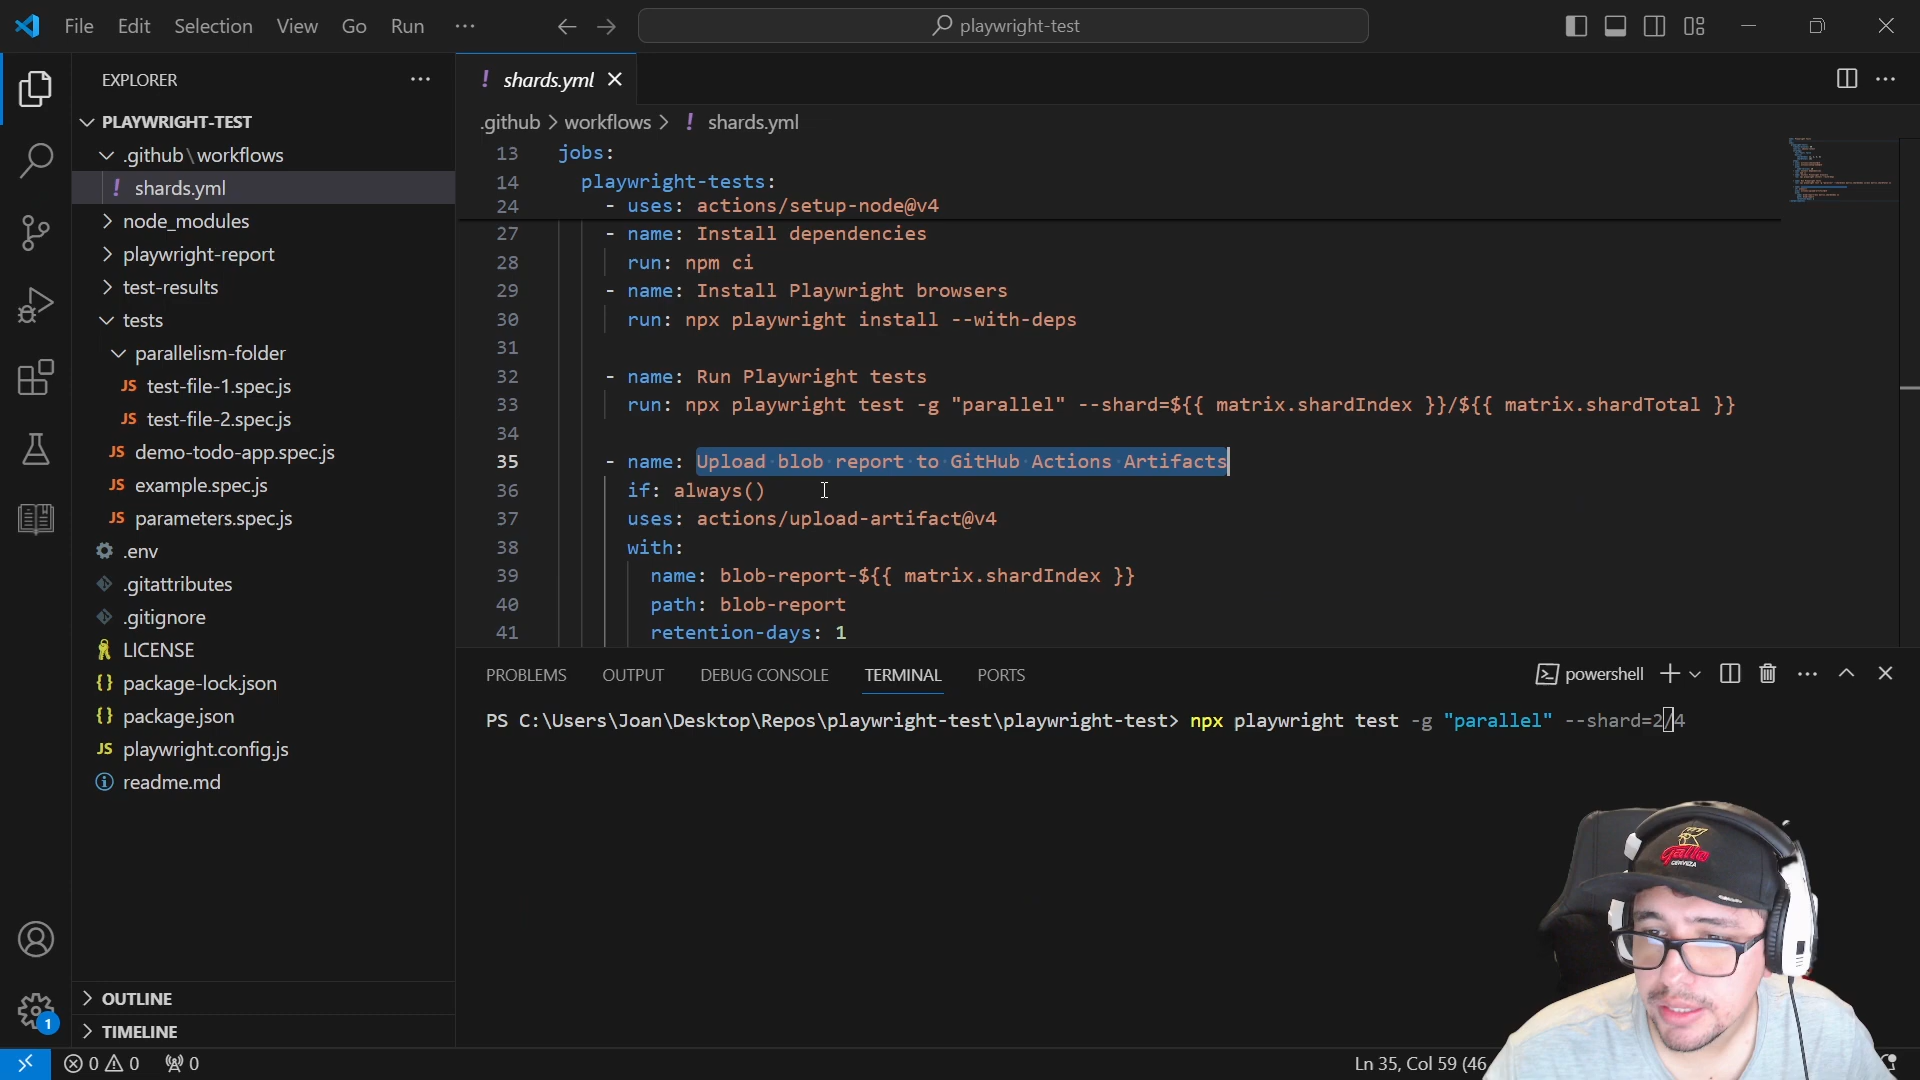 File Edit Selection View Go Run ··· playwright-test
EXPLORER ···
PLAYWRIGHT-TEST
.github\workflows
! shards.yml
node_modules
playwright-report
test-results
tests
parallelism-folder
JS test-file-1.spec.js
JS test-file-2.spec.js
JS demo-todo-app.spec.js
JS example.spec.js
JS parameters.spec.js
.env
.gitattributes
.gitignore
LICENSE
{} package-lock.json
{} package.json
JS playwright.config.js
readme.md
OUTLINE
TIMELINE
1
! shards.yml
.github > workflows > ! shards.yml
13 jobs:
14 playwright-tests:
24 - uses: actions/setup-node@v4
27 - name: Install dependencies
28 run: npm ci
29 - name: Install Playwright browsers
30 run: npx playwright install --with-deps
31
32 - name: Run Playwright tests
33 run: npx playwright test -g "parallel" --shard=${{ matrix.shardIndex }}/${{ matrix.shardTotal }}
34
35 - name: Upload blob report to GitHub Actions Artifacts
36 if: always()
37 uses: actions/upload-artifact@v4
38 with:
39 name: blob-report-${{ matrix.shardIndex }}
40 path: blob-report
41 retention-days: 1
PROBLEMS OUTPUT DEBUG CONSOLE TERMINAL PORTS powershell
PS C:\Users\Joan\Desktop\Repos\playwright-test\playwright-test> npx playwright test -g "parallel" --shard=2/4
Gallo
CERVEZA
0 0 0 Ln 35, Col 59 (46